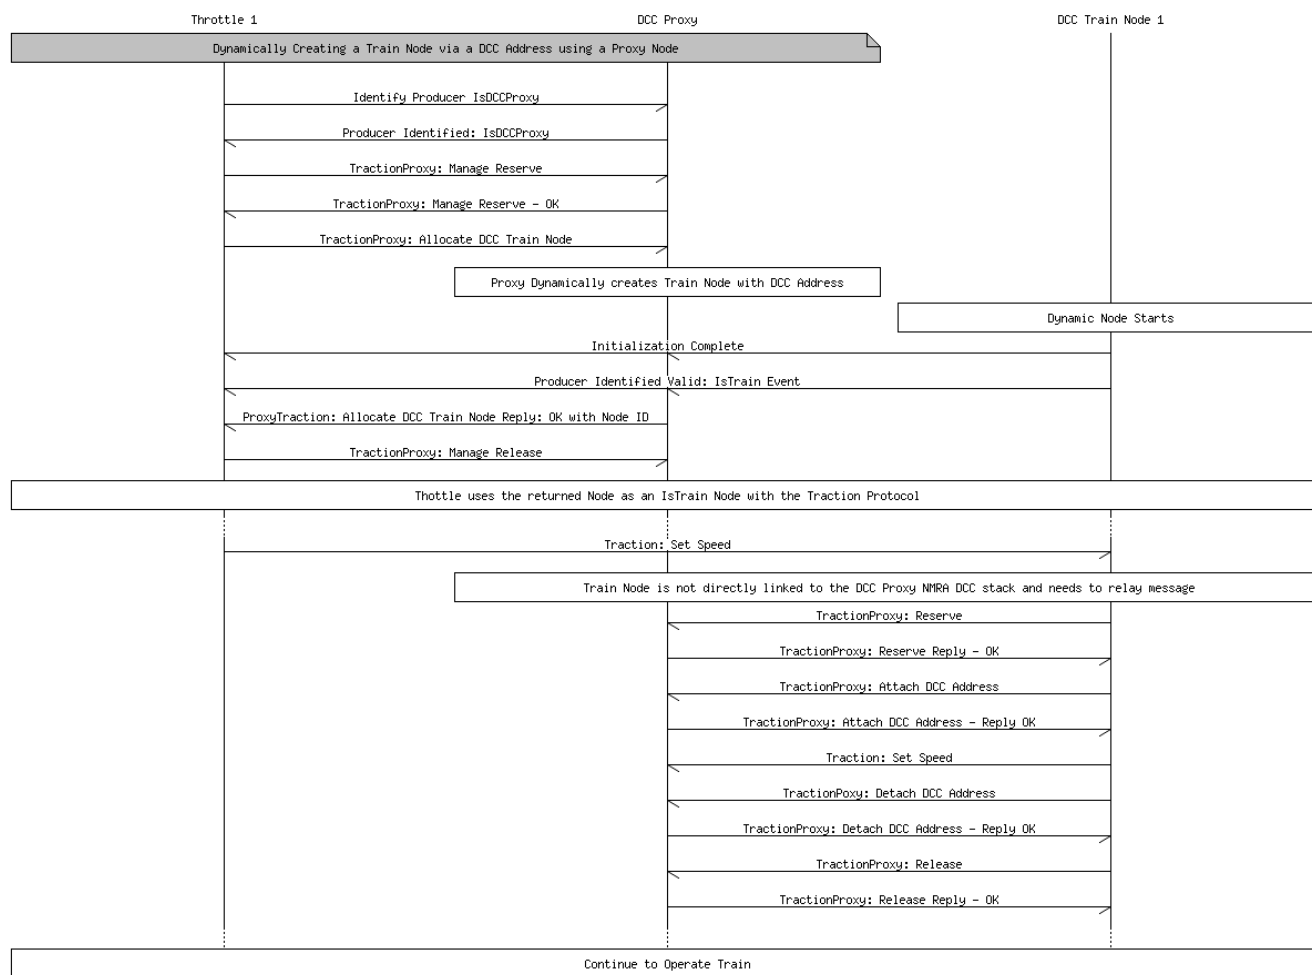 Throttle 1
DCC Proxy
DCC Train Node 1
Dynamically Creating a Train Node via a DCC Address using a Proxy Node
Identify Producer IsDCCProxy
Producer Identified: IsDCCProxy
TractionProxy: Manage Reserve
TractionProxy: Manage Reserve - OK
TractionProxy: Allocate DCC Train Node
Proxy Dynamically creates Train Node with DCC Address
Dynamic Node Starts
Initialization Complete
Producer Identified Valid: IsTrain Event
ProxyTraction: Allocate DCC Train Node Reply: OK with Node ID
TractionProxy: Manage Release
Thottle uses the returned Node as an IsTrain Node with the Traction Protocol
Traction: Set Speed
Train Node is not directly linked to the DCC Proxy NMRA DCC stack and needs to relay message
TractionProxy: Reserve
TractionProxy: Reserve Reply - OK
TractionProxy: Attach DCC Address
TractionProxy: Attach DCC Address - Reply OK
Traction: Set Speed
TractionPoxy: Detach DCC Address
TractionProxy: Detach DCC Address - Reply OK
TractionProxy: Release
TractionProxy: Release Reply - OK
Continue to Operate Train